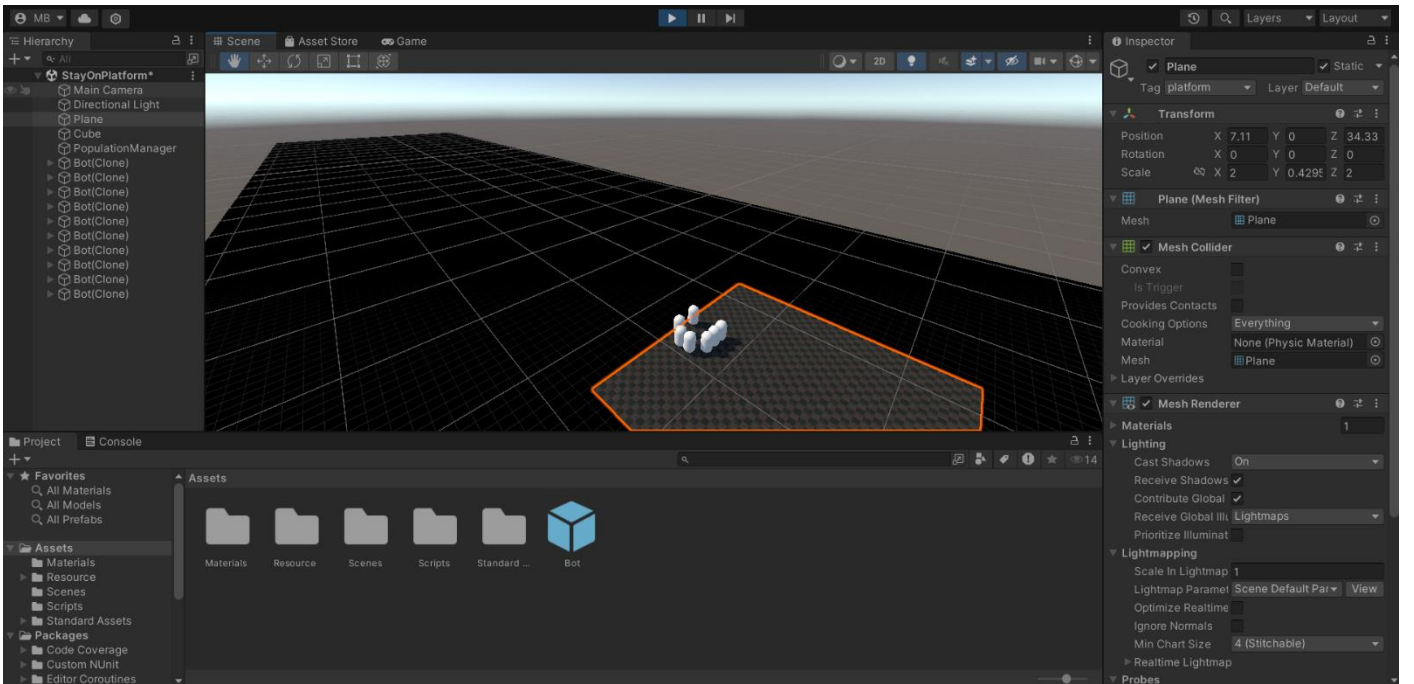 MB
Layers
Layout
Hierarchy
All
StayOnPlatform*
Main Camera
Directional Light
Plane
Cube
PopulationManager
Bot(Clone)
Bot(Clone)
Bot(Clone)
Bot(Clone)
Bot(Clone)
Bot(Clone)
Bot(Clone)
Bot(Clone)
Bot(Clone)
Bot(Clone)
Scene
Asset Store
Game
2D
Inspector
Plane
Static
Tag platform Layer Default
Transform
Position X 7.11 Y 0 Z 34.33
Rotation X 0 Y 0 Z 0
Scale X 2 Y 0.4295 Z 2
Plane (Mesh Filter)
Mesh Plane
Mesh Collider
Convex
Is Trigger
Provides Contacts
Cooking Options Everything
Material None (Physic Material)
Mesh Plane
Layer Overrides
Mesh Renderer
Materials 1
Lighting
Cast Shadows On
Receive Shadows
Contribute Global
Receive Global Illu Lightmaps
Prioritize Illuminat
Lightmapping
Scale In Lightmap 1
Lightmap Paramet Scene Default Par View
Optimize Realtime
Ignore Normals
Min Chart Size 4 (Stitchable)
Realtime Lightmap
Probes
Project
Console
14
Favorites
All Materials
All Models
All Prefabs
Assets
Materials
Resource
Scenes
Scripts
Standard Assets
Packages
Code Coverage
Custom NUnit
Editor Coroutines
Assets
Materials
Resource
Scenes
Scripts
Standard ...
Bot